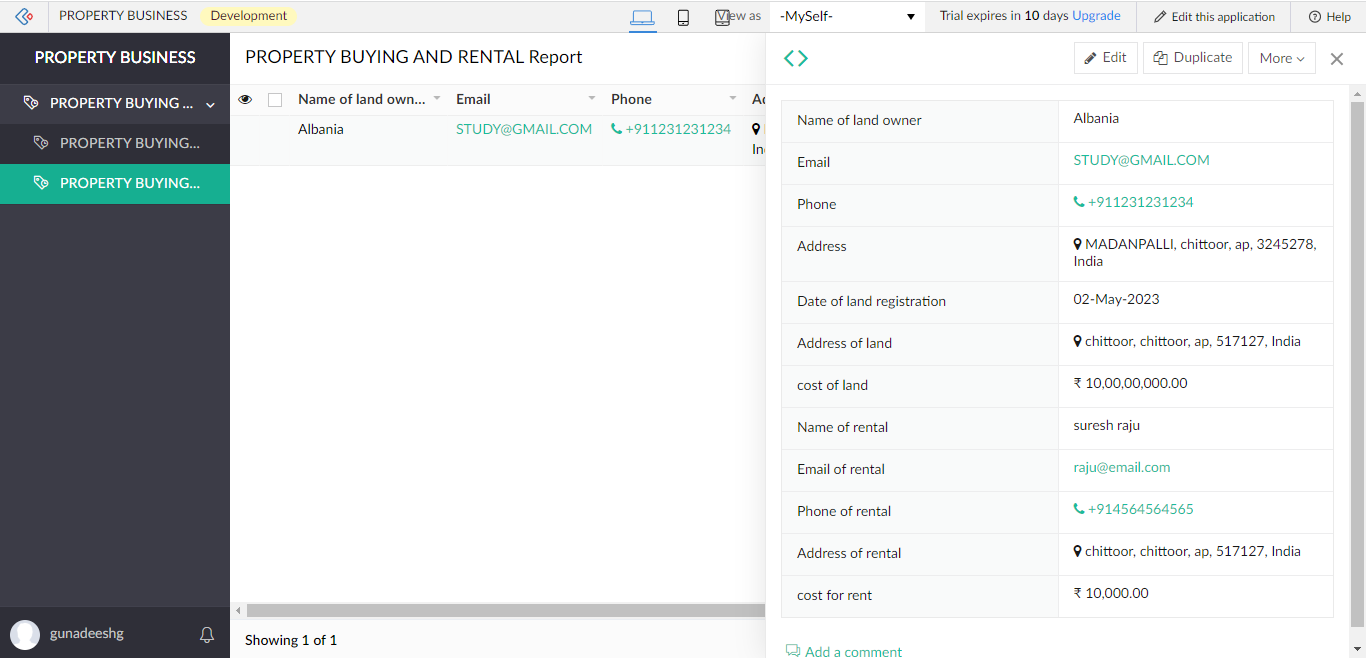 PROPERTY BUSINESS Development View as -MySelf- Trial expires in 10 days Upgrade Edit this application Help
PROPERTY BUSINESS
PROPERTY BUYING ...
PROPERTY BUYING...
PROPERTY BUYING...
gunadeeshg
PROPERTY BUYING AND RENTAL Report
Name of land own... Email Phone Ad
Albania STUDY@GMAIL.COM +911231231234
Ind
Showing 1 of 1
Edit Duplicate More
Name of land owner Albania
Email STUDY@GMAIL.COM
Phone +911231231234
Address MADANPALLI, chittoor, ap, 3245278,
India
Date of land registration 02-May-2023
Address of land chittoor, chittoor, ap, 517127, India
cost of land ₹ 10,00,00,000.00
Name of rental suresh raju
Email of rental raju@email.com
Phone of rental +914564564565
Address of rental chittoor, chittoor, ap, 517127, India
cost for rent ₹ 10,000.00
Add a comment